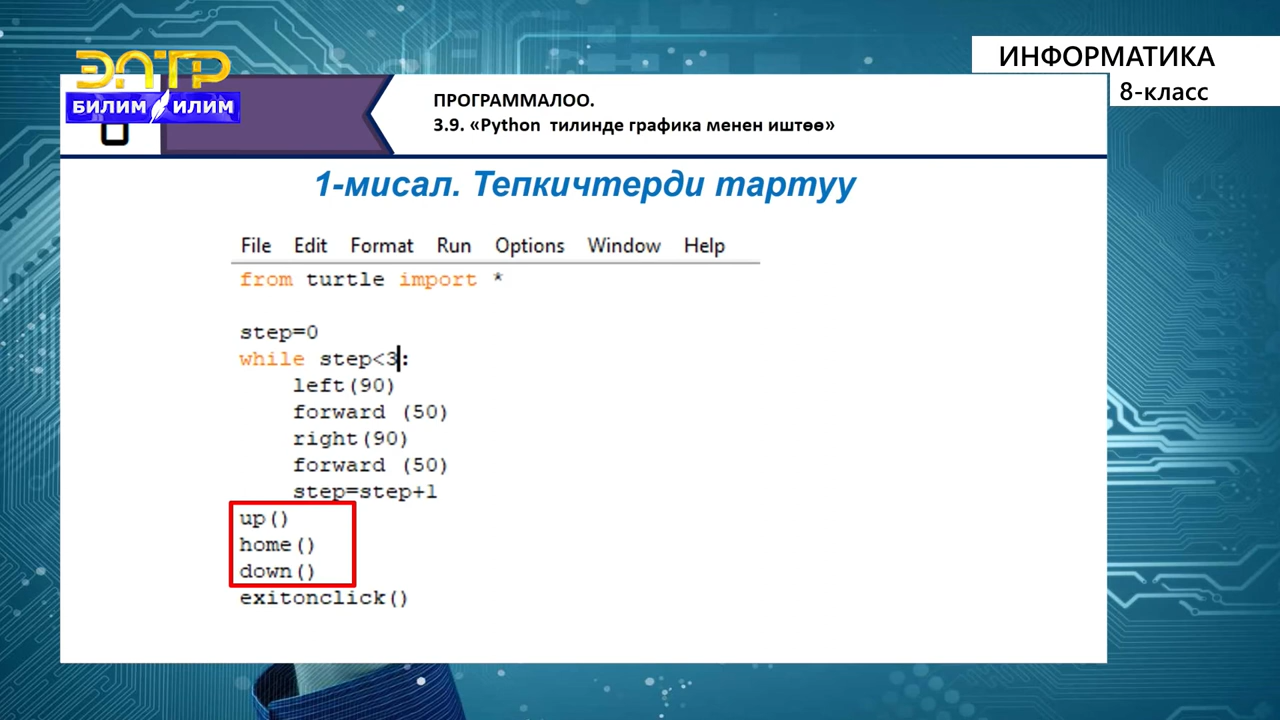 ЭЛТР
БИЛИМ ИЛИМ
ИНФОРМАТИКА
8-класс
ПРОГРАММАЛОО.
3.9. «Python тилинде графика менен иштөө»
1-мисал. Тепкичтерди тартуу
File Edit Format Run Options Window Help
from turtle import *
step=0
while step<3:
left(90)
forward (50)
right(90)
forward (50)
step=step+1
up()
home()
down()
exitonclick()